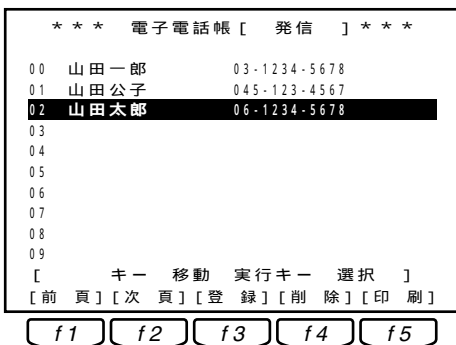 *** 電子電話帳[ 発信 ]***
00 山田一郎 03-1234-5678
01 山田公子 045-123-4567
02 山田太郎 06-1234-5678
03
04
05
06
07
08
09
[ キー 移動 実行キー 選択 ]
[前 頁][次 頁][登 録][削 除][印 刷]
f1 f2 f3 f4 f5